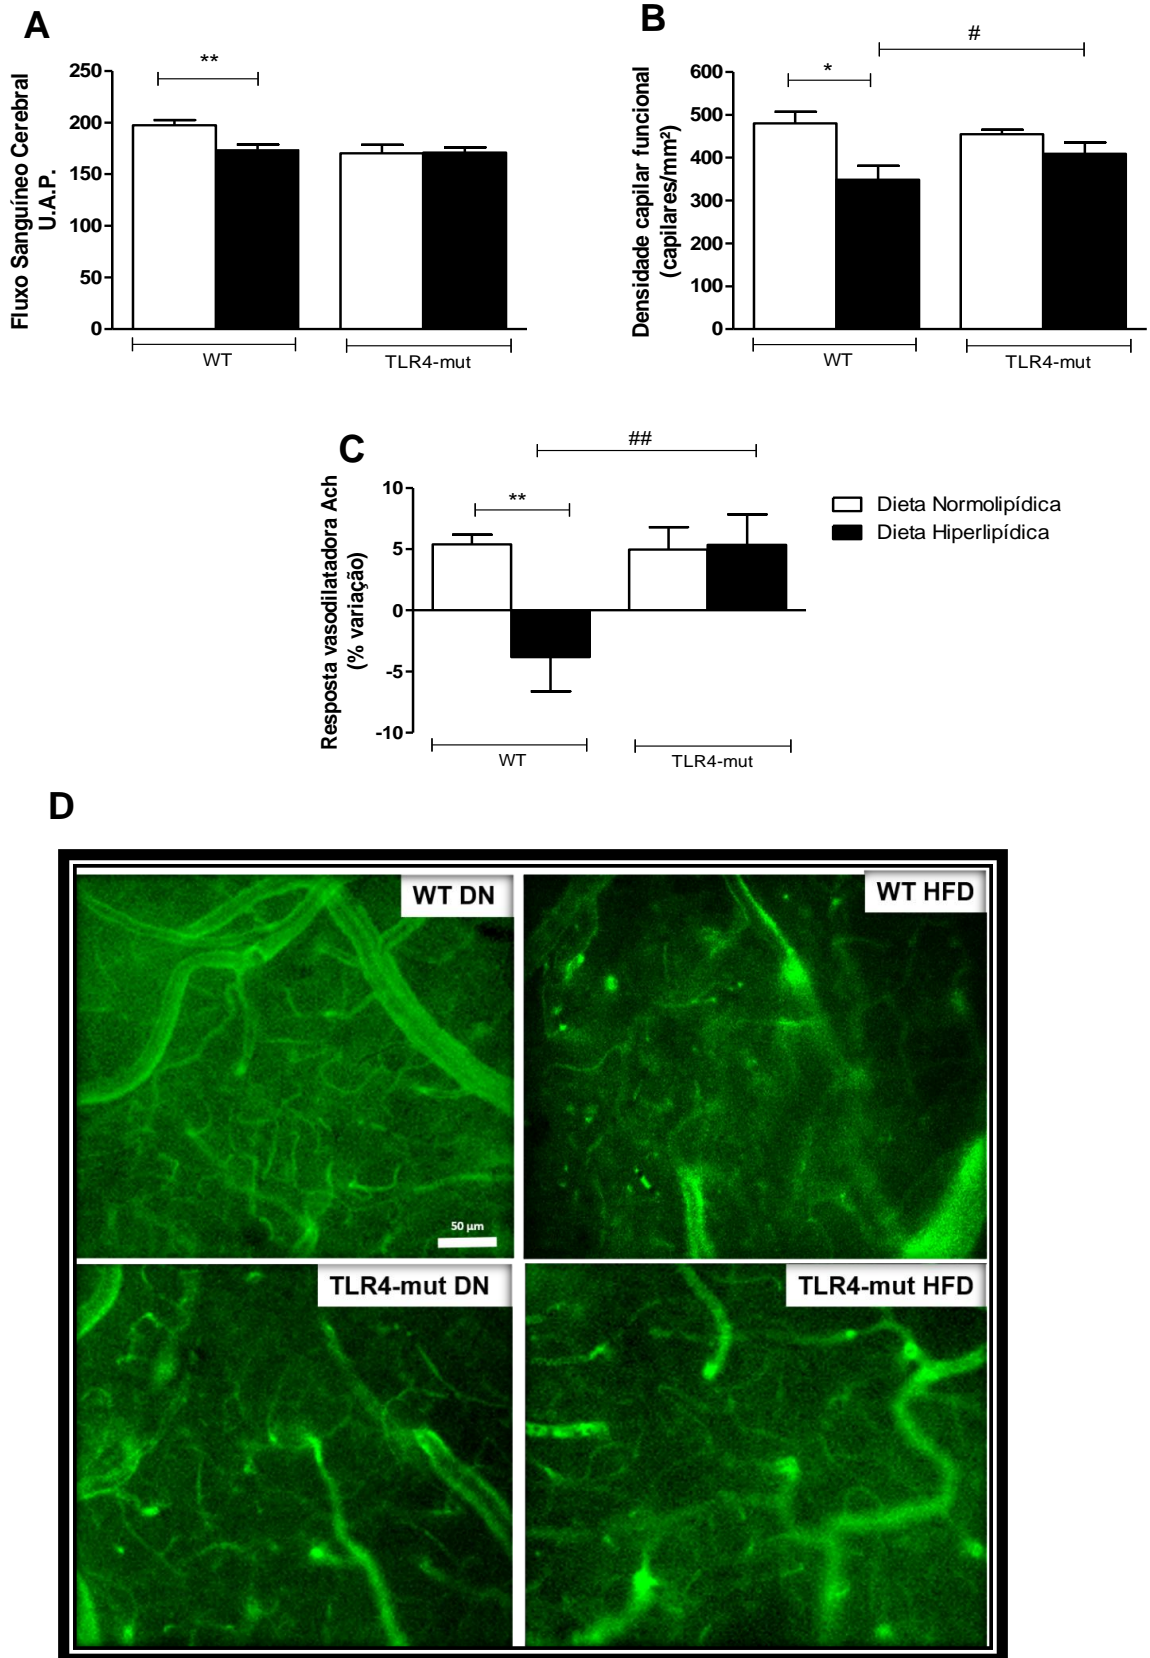 A
Fluxo Sanguíneo Cerebral
U.A.P.
250
200
150
100
50
0
**
WT
TLR4-mut
B
Densidade capilar funcional
(capilares/mm²)
600
500
400
300
200
100
0
*
#
WT
TLR4-mut
C
Resposta vasodilatadora Ach
(% variação)
10
5
0
-5
-10
**
##
WT
TLR4-mut
Dieta Normolipídica
Dieta Hiperlipídica
D
WT DN
WT HFD
50 µm
TLR4-mut DN
TLR4-mut HFD